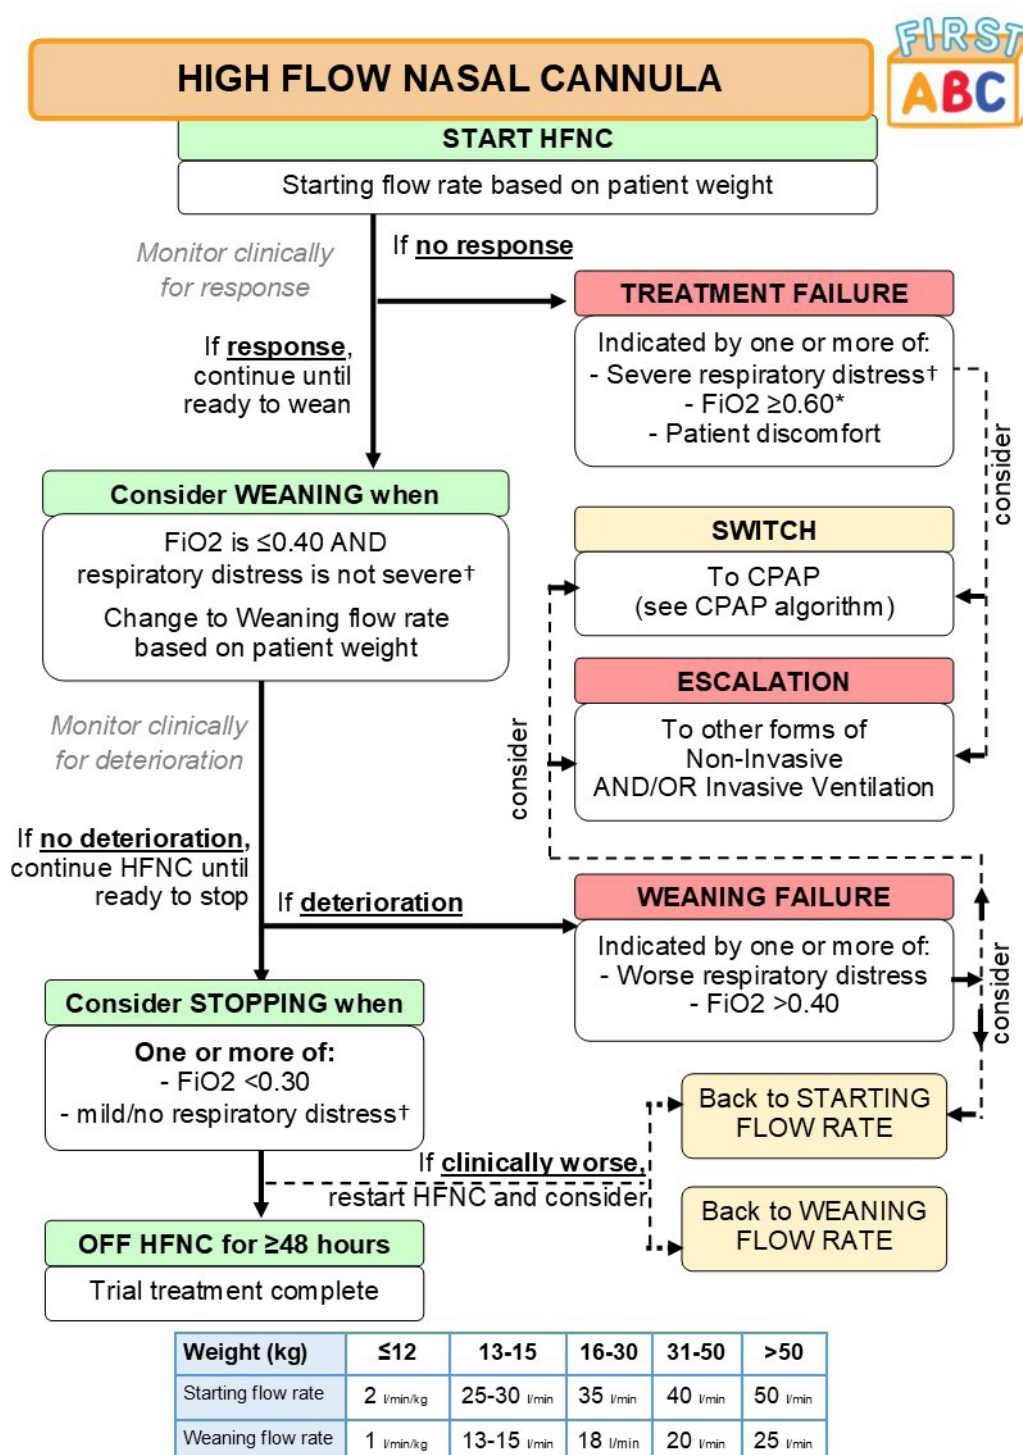 FIRST
ABC
HIGH FLOW NASAL CANNULA
START HFNC
Starting flow rate based on patient weight
Monitor clinically
for response
If no response
If response,
continue until
ready to wean
TREATMENT FAILURE
Indicated by one or more of:
- Severe respiratory distress†
- FiO2 ≥0.60*
- Patient discomfort
consider
Consider WEANING when
FiO2 is ≤0.40 AND
respiratory distress is not severe†
Change to Weaning flow rate
based on patient weight
SWITCH
To CPAP
(see CPAP algorithm)
ESCALATION
To other forms of
Non-Invasive
AND/OR Invasive Ventilation
consider
Monitor clinically
for deterioration
If no deterioration,
continue HFNC until
ready to stop
If deterioration
WEANING FAILURE
Indicated by one or more of:
- Worse respiratory distress
- FiO2 >0.40
consider
Consider STOPPING when
One or more of:
- FiO2 <0.30
- mild/no respiratory distress†
If clinically worse,
restart HFNC and consider
Back to STARTING
FLOW RATE
Back to WEANING
FLOW RATE
OFF HFNC for ≥48 hours
Trial treatment complete
Weight (kg) ≤12 13-15 16-30 31-50 >50
Starting flow rate 2 l/min/kg 25-30 l/min 35 l/min 40 l/min 50 l/min
Weaning flow rate 1 l/min/kg 13-15 l/min 18 l/min 20 l/min 25 l/min